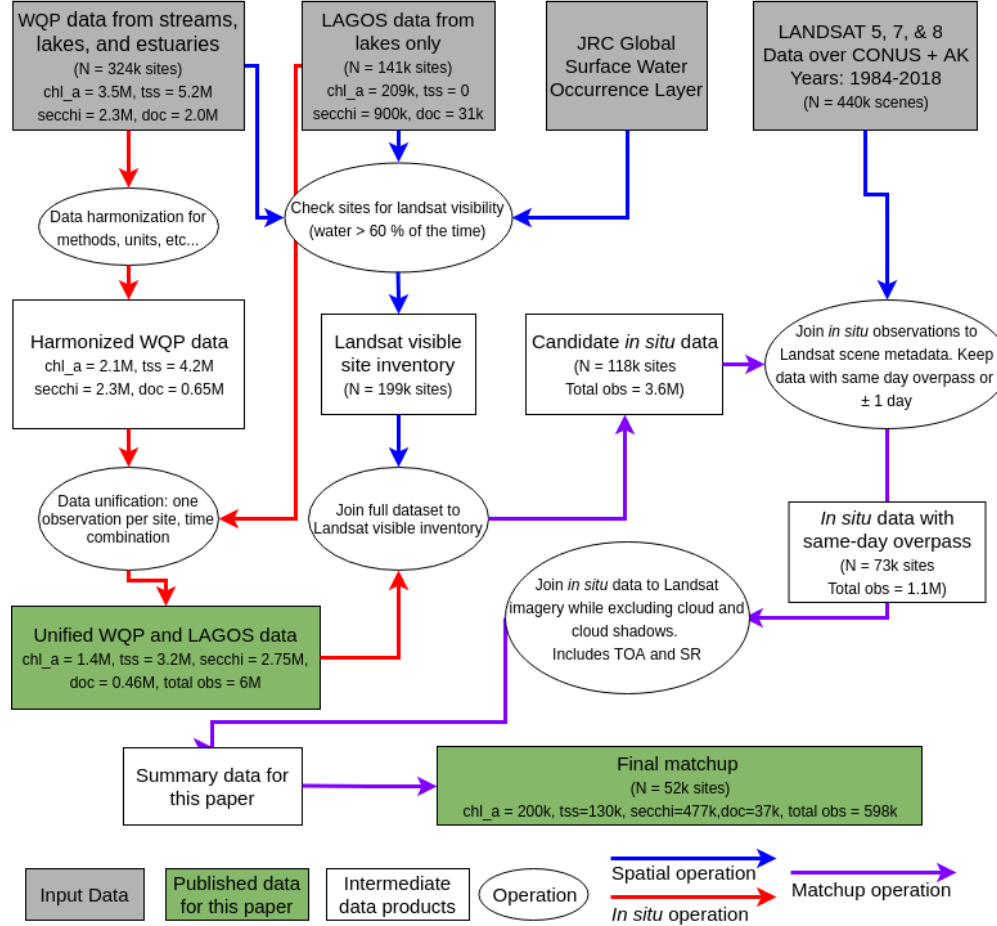 WQP data from streams,
lakes, and estuaries
(N = 324k sites)
chl_a = 3.5M, tss = 5.2M
secchi = 2.3M, doc = 2.0M
LAGOS data from
lakes only
(N = 141k sites)
chl_a = 209k, tss = 0
secchi = 900k, doc = 31k
JRC Global
Surface Water
Occurrence Layer
LANDSAT 5, 7, & 8
Data over CONUS + AK
Years: 1984-2018
(N = 440k scenes)
Data harmonization for
methods, units, etc...
Check sites for landsat visibility
(water > 60 % of the time)
Harmonized WQP data
chl_a = 2.1M, tss = 4.2M
secchi = 2.3M, doc = 0.65M
Landsat visible
site inventory
(N = 199k sites)
Candidate in situ data
(N = 118k sites
Total obs = 3.6M)
Join in situ observations to
Landsat scene metadata. Keep
data with same day overpass or
± 1 day
Data unification: one
observation per site, time
combination
Join full dataset to
Landsat visible inventory
In situ data with
same-day overpass
(N = 73k sites
Total obs = 1.1M)
Join in situ data to Landsat
imagery while excluding cloud and
cloud shadows.
Includes TOA and SR
Unified WQP and LAGOS data
chl_a = 1.4M, tss = 3.2M, secchi = 2.75M,
doc = 0.46M, total obs = 6M
Summary data for
this paper
Final matchup
(N = 52k sites)
chl_a = 200k, tss=130k, secchi=477k,doc=37k, total obs = 598k
Input Data
Published data
for this paper
Intermediate
data products
Operation
Spatial operation
In situ operation
Matchup operation